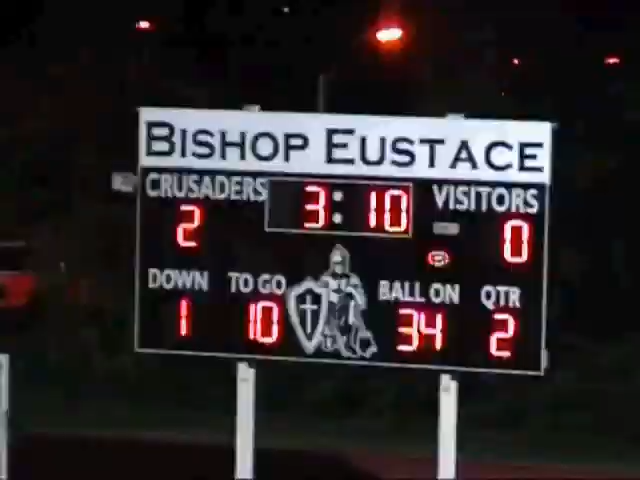 BISHOP EUSTACE
CRUSADERS 3:10 VISITORS
2 0
DOWN TO GO BALL ON QTR
1 10 34 2